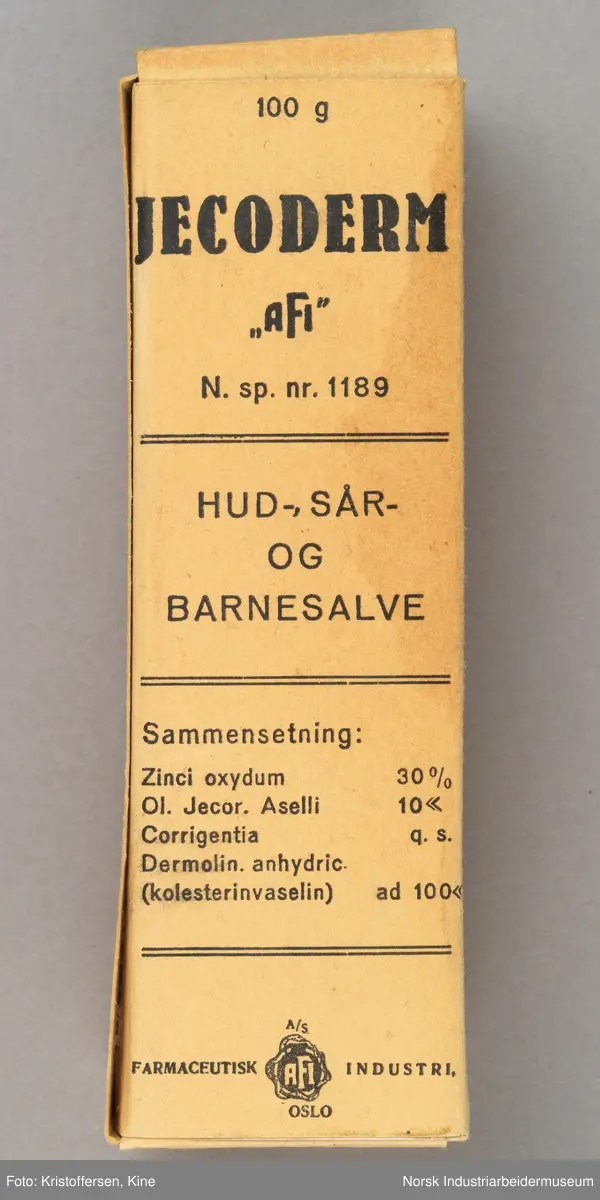 100 g
JECODERM
„AFI”
N. sp. nr. 1189
HUD-, SÅR-
OG
BARNESALVE
Sammensetning:
Zinci oxydum 30 %
Ol. Jecor. Aselli 10 «
Corrigentia q. s.
Dermolin. anhydric.
(kolesterinvaselin) ad 100 «
A/S
FARMACEUTISK AFI INDUSTRI,
OSLO
Foto: Kristoffersen, Kine Norsk Industriarbeidermuseum